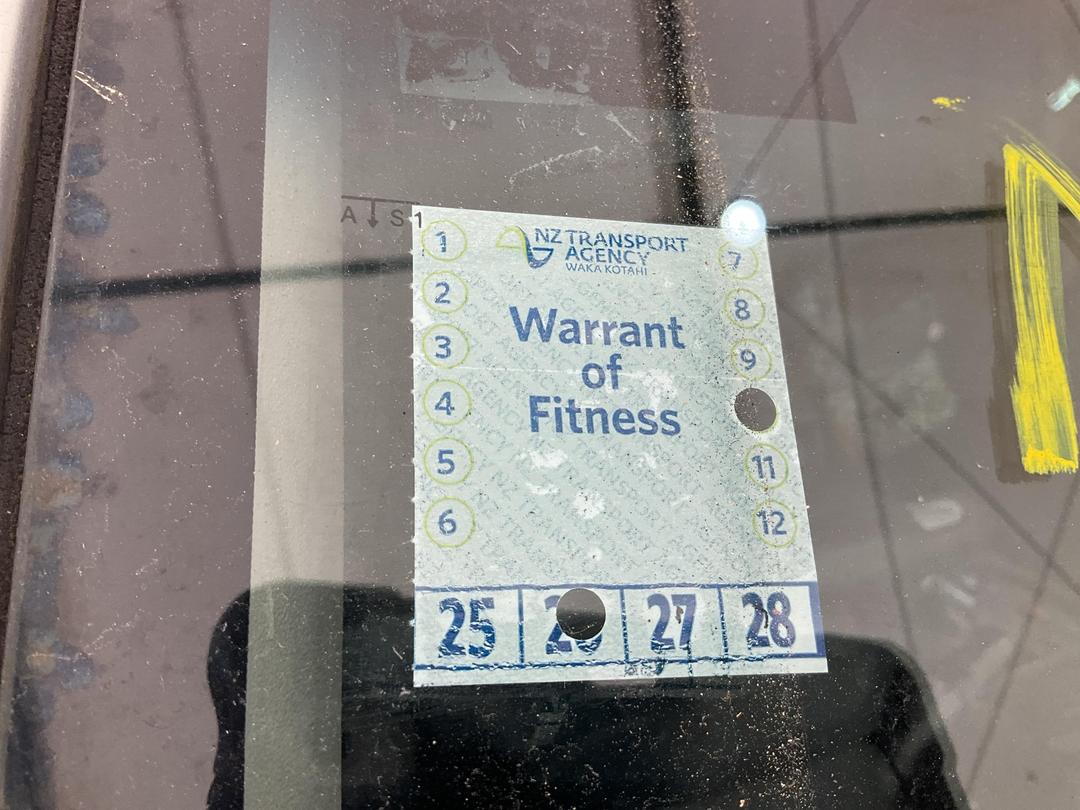 A↓S1
NZ TRANSPORT
AGENCY
WAKA KOTAHI
Warrant
of
Fitness
1
2
3
4
5
6
7
8
9
11
12
25 26 27 28